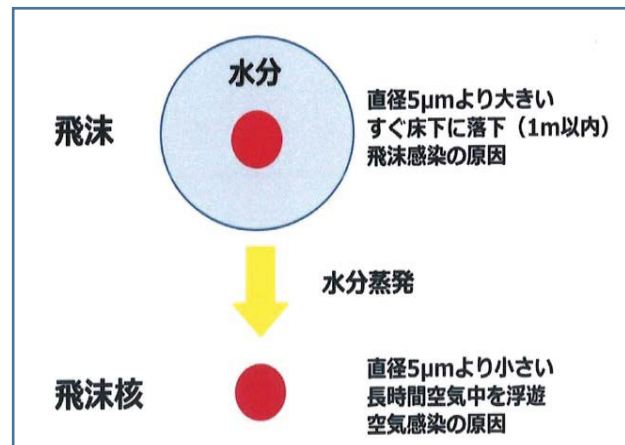 水分
飛沫
直径5μmより大きい
すぐ床下に落下（1m以内）
飛沫感染の原因
水分蒸発
飛沫核
直径5μmより小さい
長時間空気中を浮遊
空気感染の原因